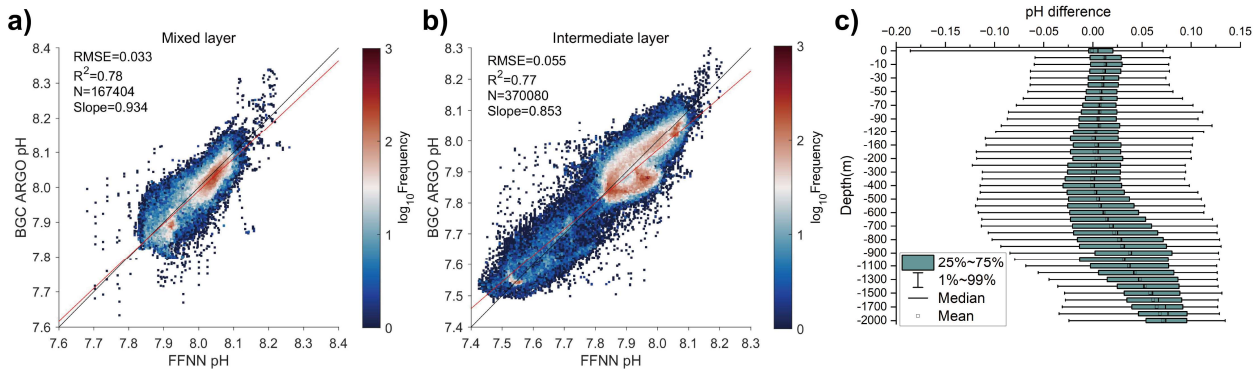 a)
Mixed layer
RMSE=0.033
R²=0.78
N=167404
Slope=0.934
8.4
8.3
8.2
8.1
8.0
7.9
7.8
7.7
7.6
BGC ARGO pH
7.6 7.7 7.8 7.9 8.0 8.1 8.2 8.3 8.4
FFNN pH
3
2
1
0
log₁₀Frequency
b)
Intermediate layer
RMSE=0.055
R²=0.77
N=370080
Slope=0.853
8.3
8.2
8.1
8.0
7.9
7.8
7.7
7.6
7.5
7.4
BGC ARGO pH
7.4 7.5 7.6 7.7 7.8 7.9 8.0 8.1 8.2 8.3
FFNN pH
3
2
1
0
log₁₀Frequency
c)
pH difference
−0.20 −0.15 −0.10 −0.05 0.00 0.05 0.10 0.15
Depth(m)
0
-10
-30
-50
-70
-90
-120
-160
-200
-300
-400
-500
-600
-700
-800
-900
-1100
-1300
-1500
-1700
-2000
25%~75%
1%~99%
Median
Mean